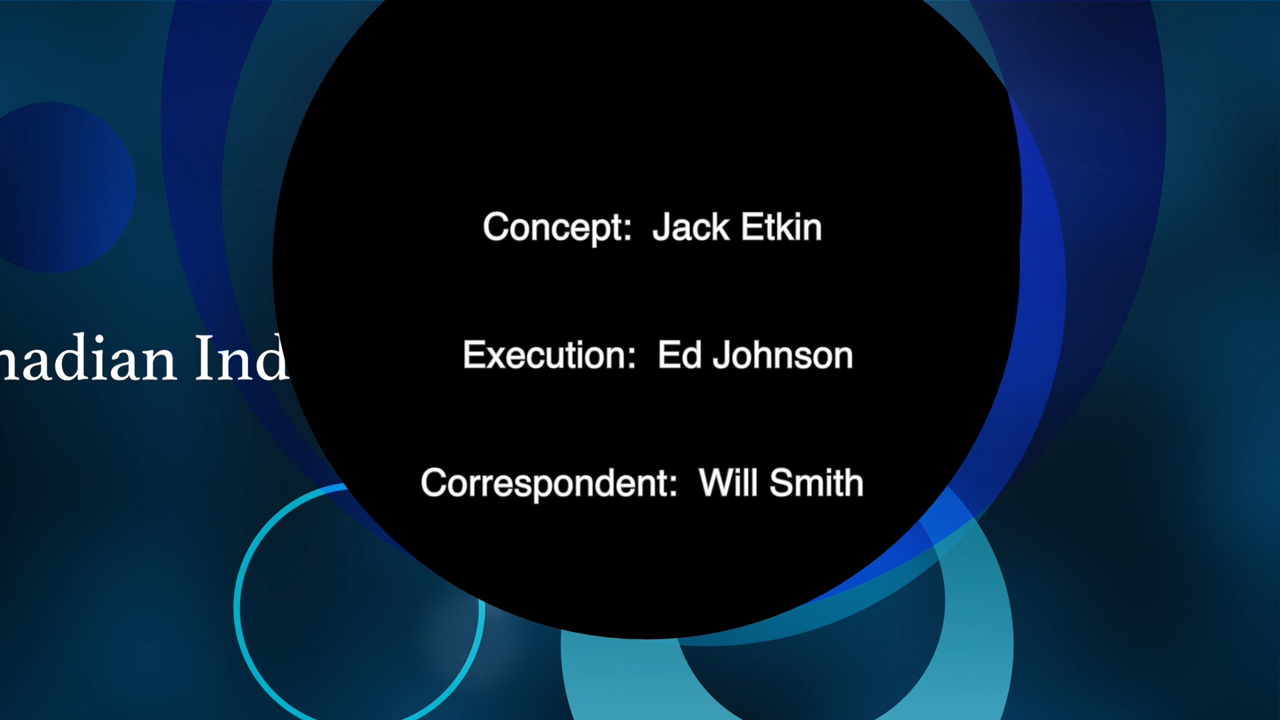 Concept: Jack Etkin
nadian Ind
Execution: Ed Johnson
Correspondent: Will Smith